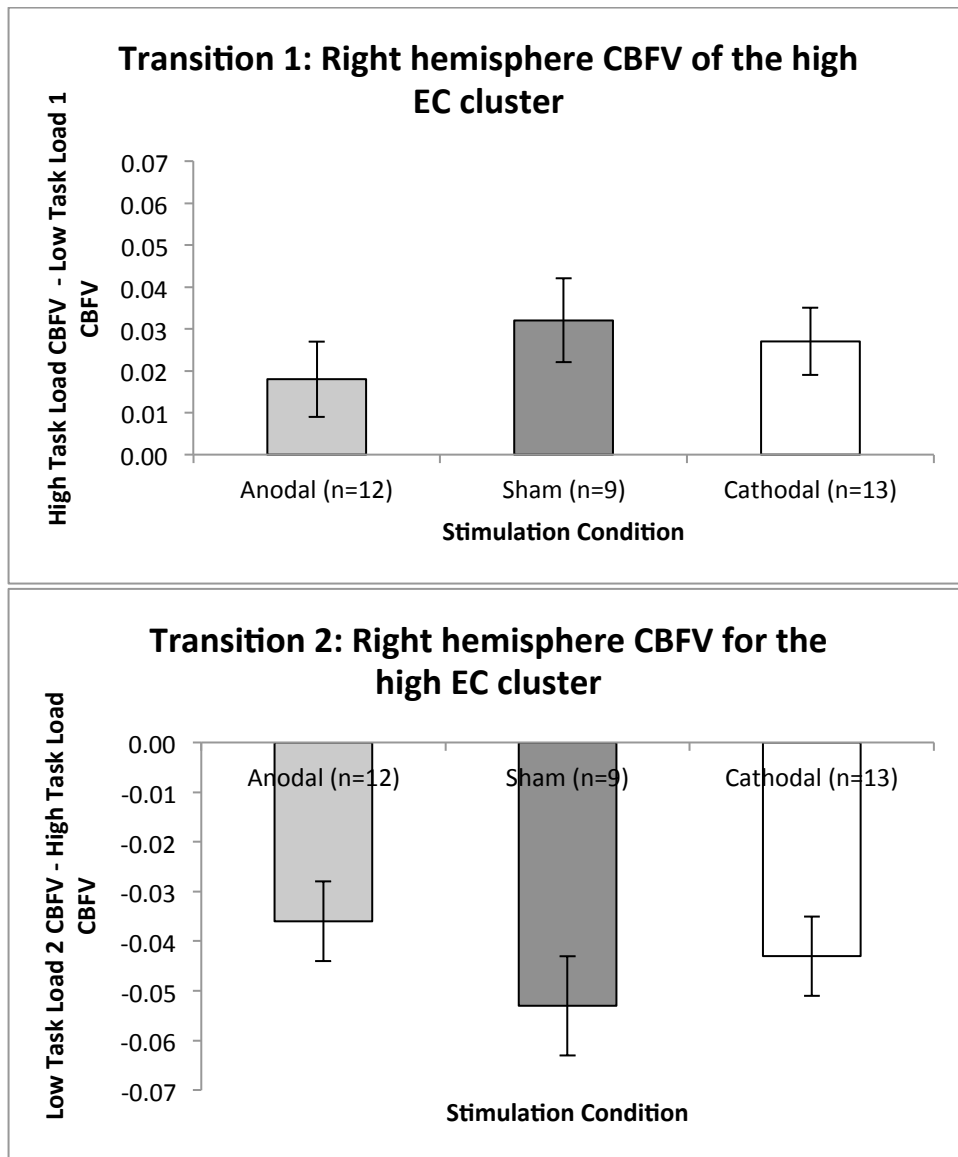 Transition 1: Right hemisphere CBFV of the high
EC cluster
High Task Load CBFV - Low Task Load 1
CBFV
0.07
0.06
0.05
0.04
0.03
0.02
0.01
0.00
Anodal (n=12) Sham (n=9) Cathodal (n=13)
Stimulation Condition
Transition 2: Right hemisphere CBFV for the
high EC cluster
Low Task Load 2 CBFV - High Task Load
CBFV
0.00
Anodal (n=12) Sham (n=9) Cathodal (n=13)
-0.01
-0.02
-0.03
-0.04
-0.05
-0.06
-0.07
Stimulation Condition